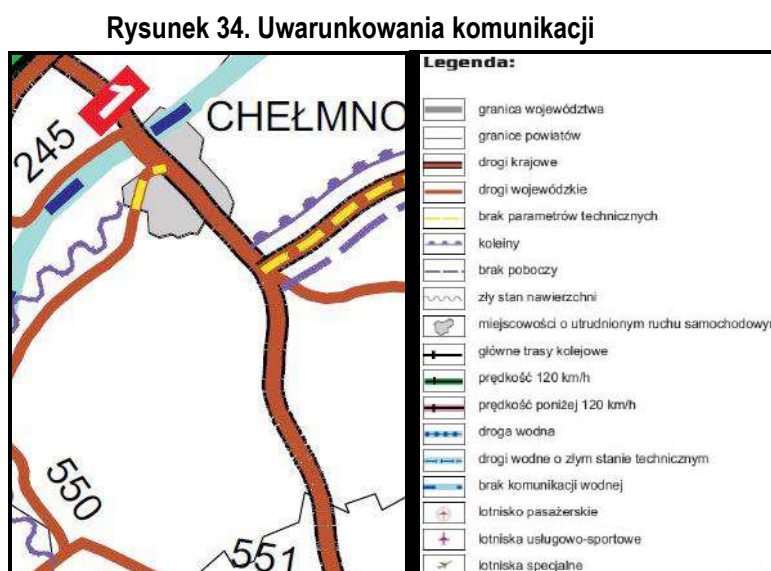 Rysunek 34. Uwarunkowania komunikacji
1
245
CHEŁMNO
550
551
Legenda:
granica województwa
granice powiatów
drogi krajowe
drogi wojewódzkie
brak parametrów technicznych
koleiny
brak poboczy
zły stan nawierzchni
miejscowości o utrudnionym ruchu samochodowym
główne trasy kolejowe
prędkość 120 km/h
prędkość poniżej 120 km/h
droga wodna
drogi wodne o złym stanie technicznym
brak komunikacji wodnej
lotnisko pasażerskie
lotniska usługowo-sportowe
lotniska specjalne